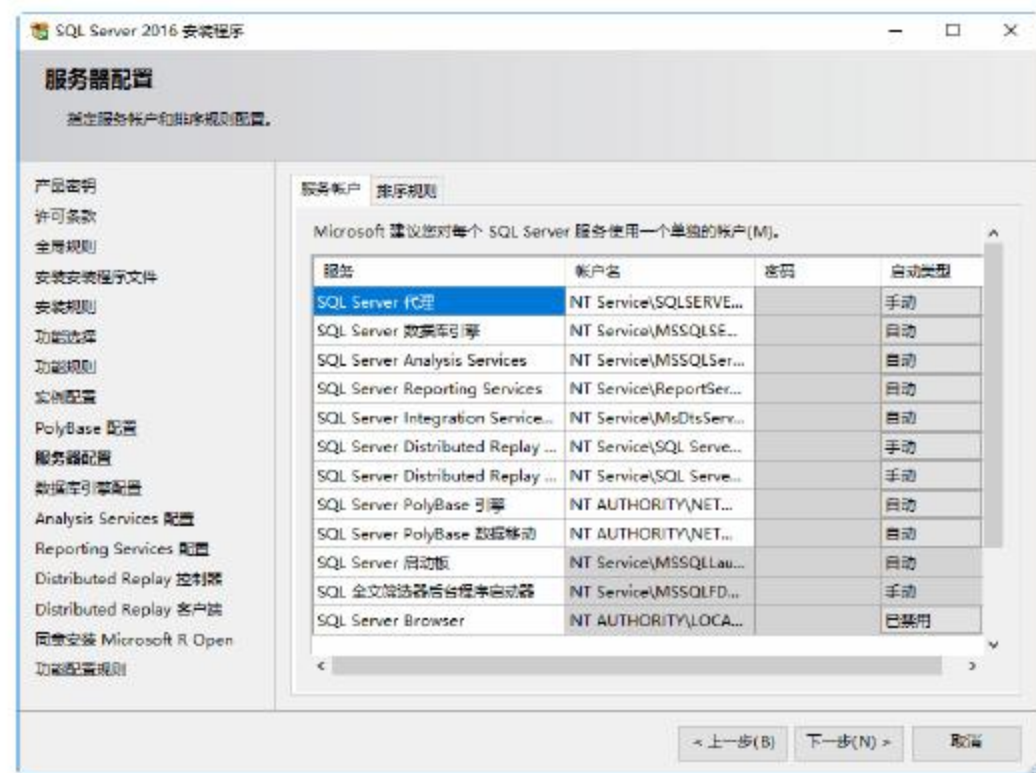 SQL Server 2016 安装程序
服务器配置
指定服务帐户和排序规则配置。
产品密钥
许可条款
全局规则
安装安装程序文件
安装规则
功能选择
功能规则
实例配置
PolyBase 配置
服务器配置
数据库引擎配置
Analysis Services 配置
Reporting Services 配置
Distributed Replay 控制器
Distributed Replay 客户端
同意安装 Microsoft R Open
功能配置规则
服务帐户 排序规则
Microsoft 建议您对每个 SQL Server 服务使用一个单独的帐户(M)。
服务 帐户名 密码 启动类型
SQL Server 代理 NT Service\SQLSERVE... 手动
SQL Server 数据库引擎 NT Service\MSSQLSE... 自动
SQL Server Analysis Services NT Service\MSSQLSer... 自动
SQL Server Reporting Services NT Service\ReportSer... 自动
SQL Server Integration Service... NT Service\MsDtsServ... 自动
SQL Server Distributed Replay ... NT Service\SQL Serve... 手动
SQL Server Distributed Replay ... NT Service\SQL Serve... 手动
SQL Server PolyBase 引擎 NT AUTHORITY\NET... 自动
SQL Server PolyBase 数据移动 NT AUTHORITY\NET... 自动
SQL Server 启动板 NT Service\MSSQLLau... 自动
SQL 全文筛选器后台程序启动器 NT Service\MSSQLFD... 手动
SQL Server Browser NT AUTHORITY\LOCA... 已禁用
< 上一步(B) 下一步(N) > 取消